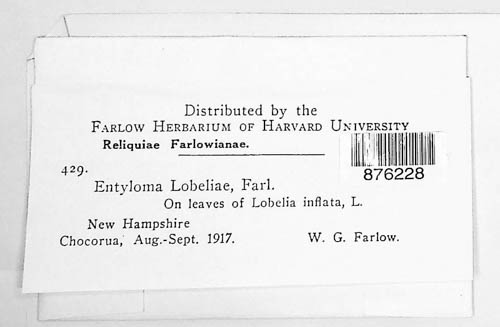 Distributed by the
FARLOW HERBARIUM OF HARVARD UNIVERSITY
Reliquiae Farlowianae.
876228
429.
Entyloma Lobeliae, Farl.
On leaves of Lobelia inflata, L.
New Hampshire
Chocorua, Aug.-Sept. 1917. W. G. Farlow.